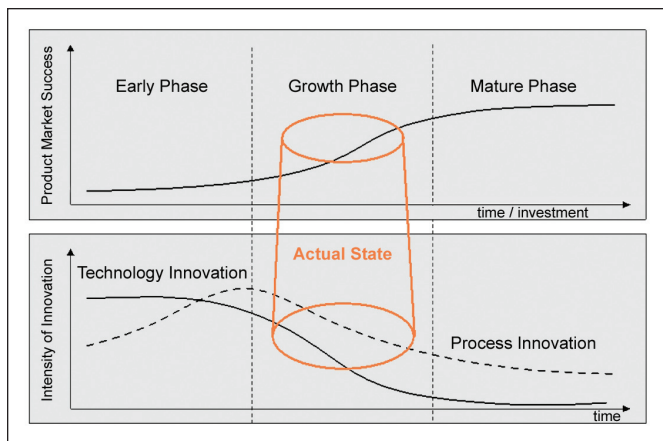 Product Market Success
Early Phase
Growth Phase
Mature Phase
time / investment
Actual State
Intensity of Innovation
Technology Innovation
Process Innovation
time